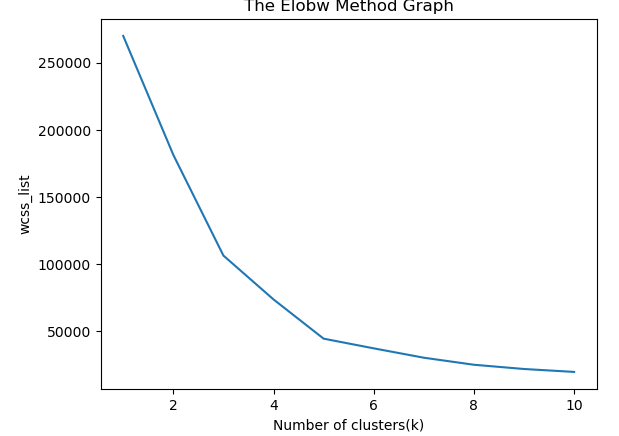 The Elobw Method Graph
250000
200000
150000
100000
50000
wcss_list
2 4 6 8 10
Number of clusters(k)